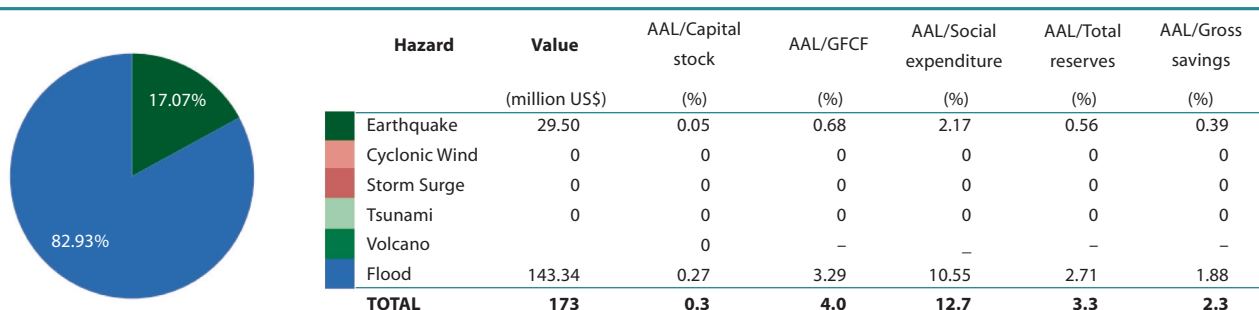 17.07%
82.93%
Hazard Value AAL/Capital stock AAL/GFCF AAL/Social expenditure AAL/Total reserves AAL/Gross savings
(million US$) (%) (%) (%) (%) (%)
Earthquake 29.50 0.05 0.68 2.17 0.56 0.39
Cyclonic Wind 0 0 0 0 0 0
Storm Surge 0 0 0 0 0 0
Tsunami 0 0 0 0 0 0
Volcano 0 – _ – –
Flood 143.34 0.27 3.29 10.55 2.71 1.88
TOTAL 173 0.3 4.0 12.7 3.3 2.3